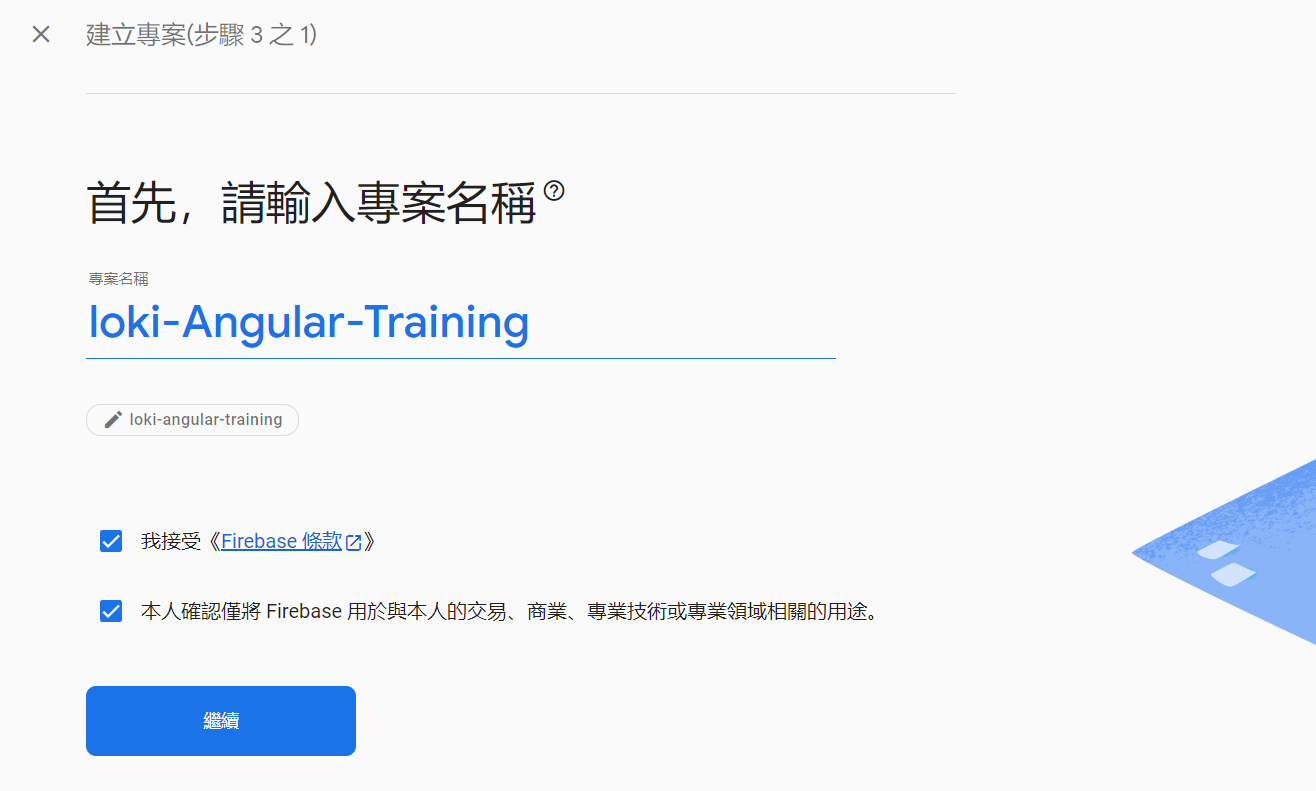 建立專案(步驟 3 之 1)
首先，請輸入專案名稱
專案名稱
loki-Angular-Training
loki-angular-training
我接受《Firebase 條款》
本人確認僅將 Firebase 用於與本人的交易、商業、專業技術或專業領域相關的用途。
繼續